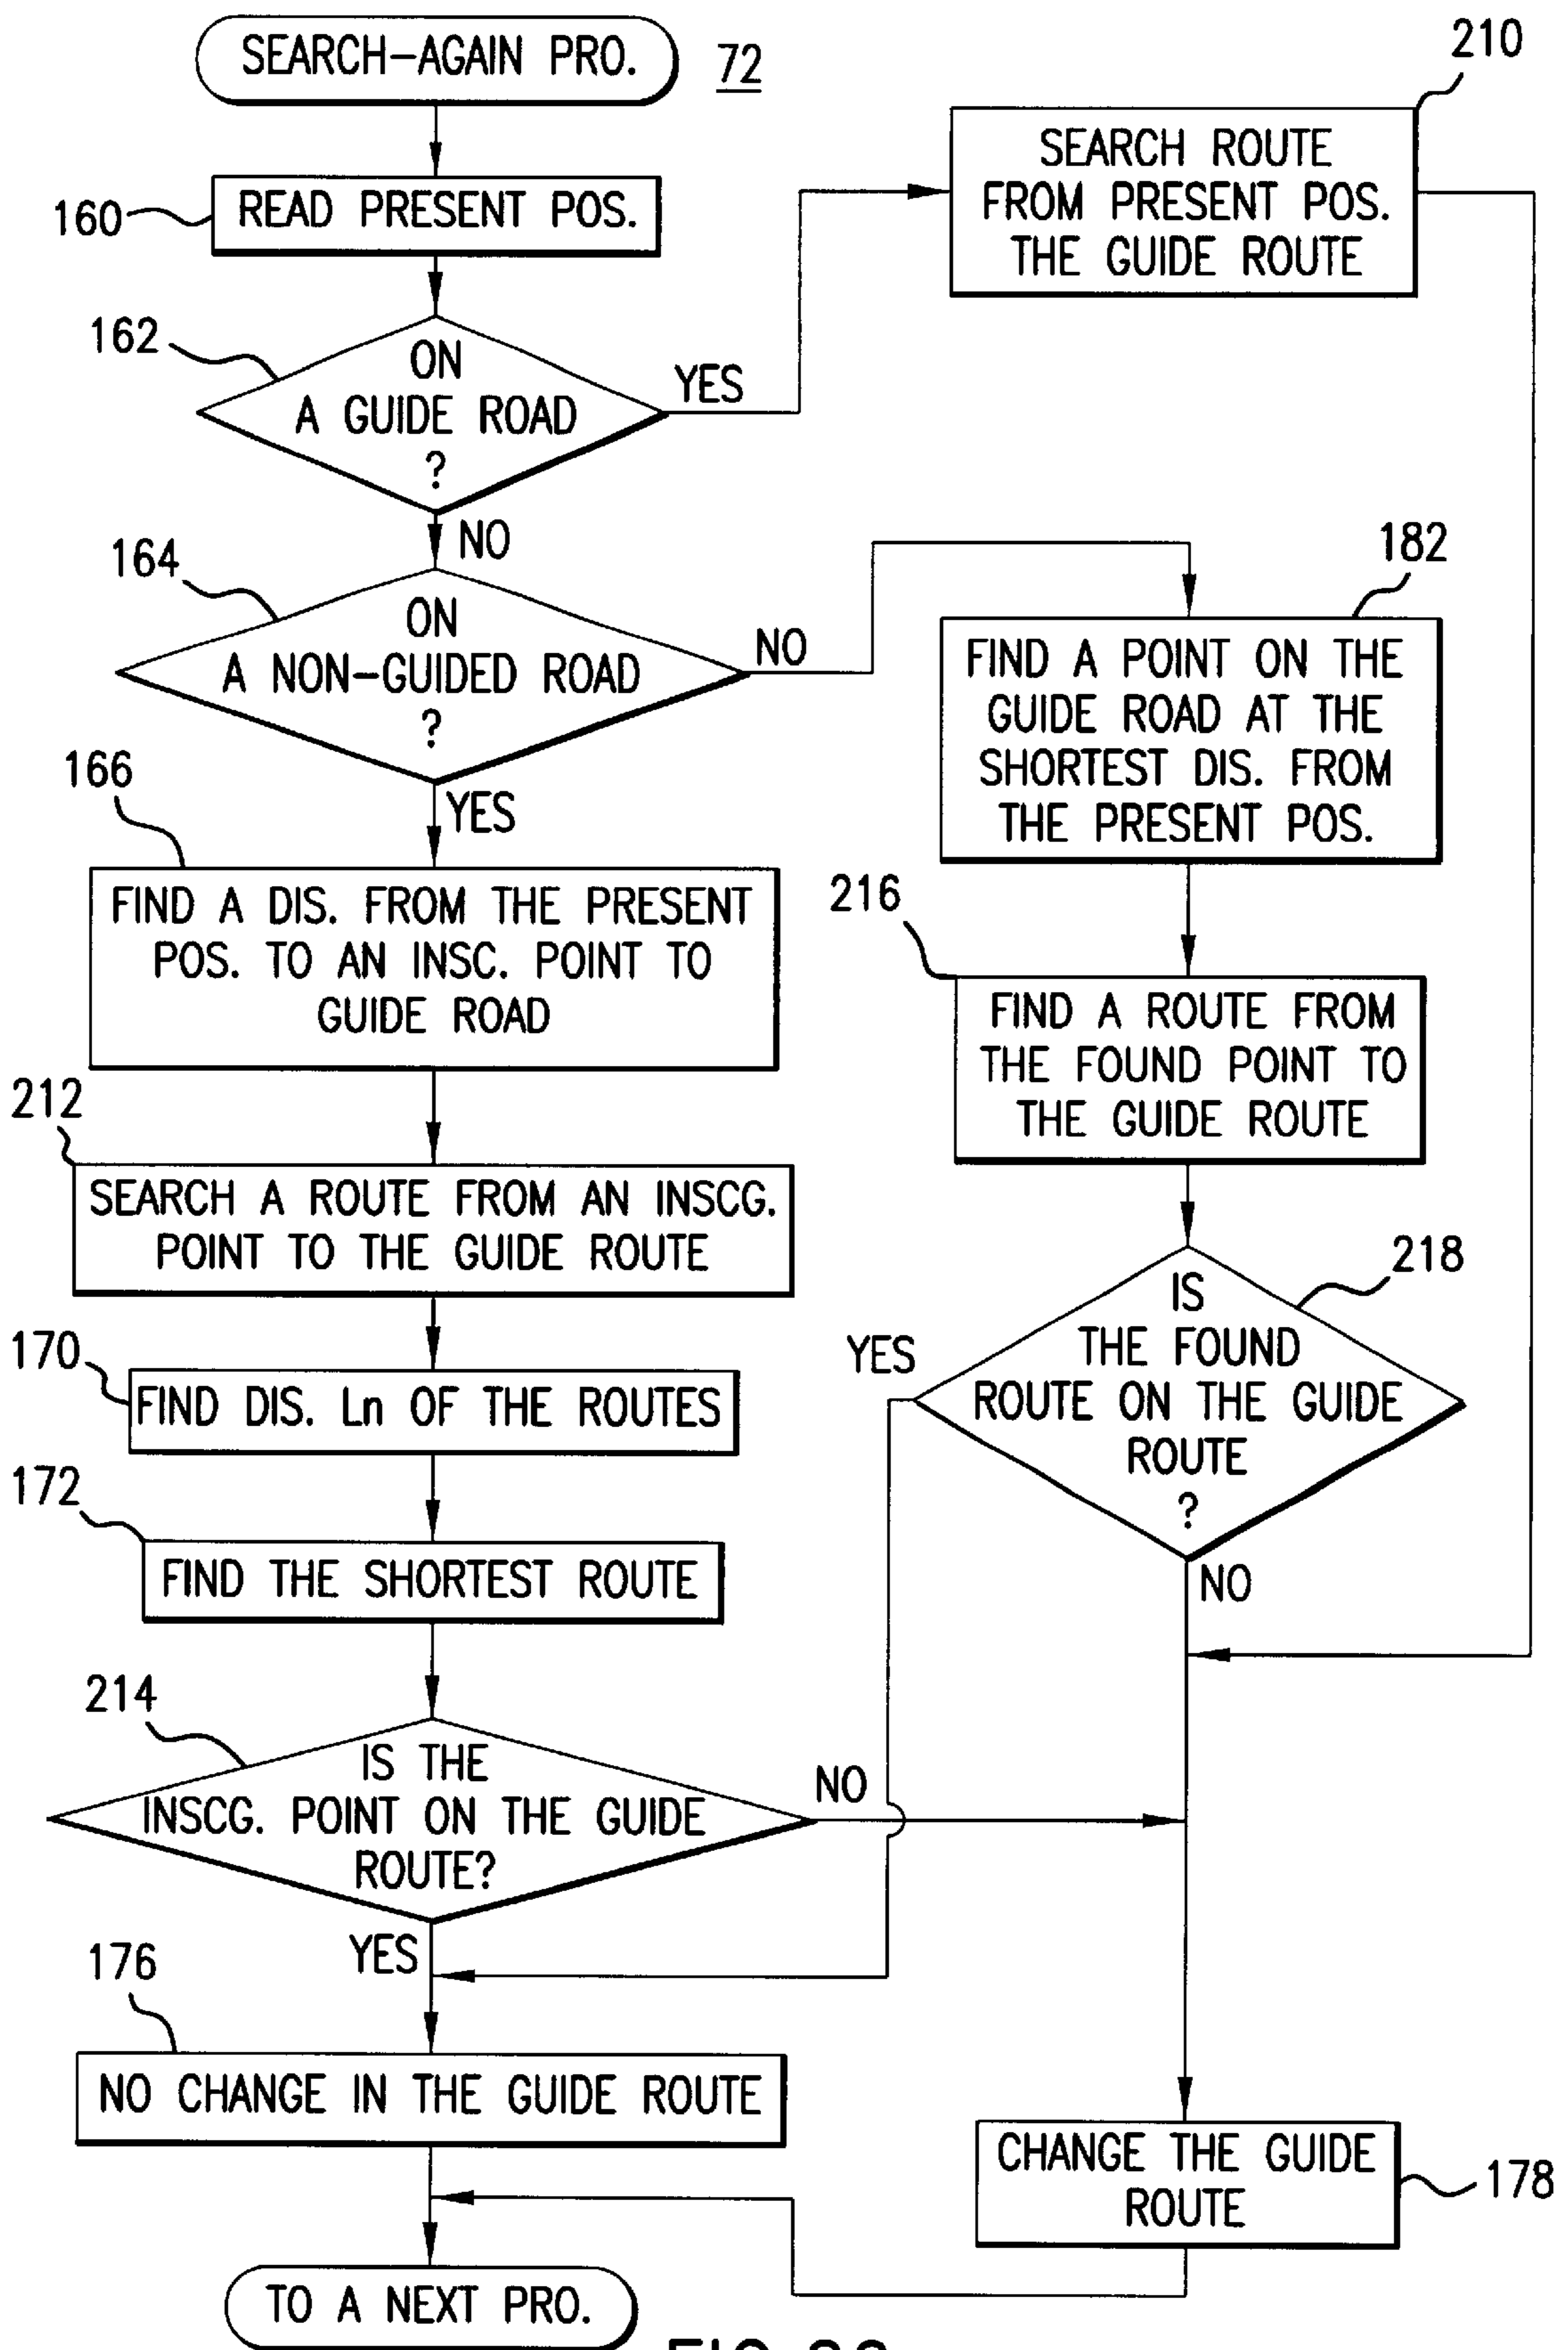 SEARCH-AGAIN PRO.
72
160
READ PRESENT POS.
210
SEARCH ROUTE
FROM PRESENT POS.
THE GUIDE ROUTE
162
ON
A GUIDE ROAD
?
YES
NO
164
ON
A NON-GUIDED ROAD
?
NO
YES
182
FIND A POINT ON THE
GUIDE ROAD AT THE
SHORTEST DIS. FROM
THE PRESENT POS.
166
FIND A DIS. FROM THE PRESENT
POS. TO AN INSC. POINT TO
GUIDE ROAD
216
FIND A ROUTE FROM
THE FOUND POINT TO
THE GUIDE ROUTE
212
SEARCH A ROUTE FROM AN INSCG.
POINT TO THE GUIDE ROUTE
218
IS
THE FOUND
ROUTE ON THE GUIDE
ROUTE
?
YES
NO
170
FIND DIS. Ln OF THE ROUTES
172
FIND THE SHORTEST ROUTE
214
IS THE
INSCG. POINT ON THE GUIDE
ROUTE?
NO
YES
176
NO CHANGE IN THE GUIDE ROUTE
CHANGE THE GUIDE
ROUTE
178
TO A NEXT PRO.